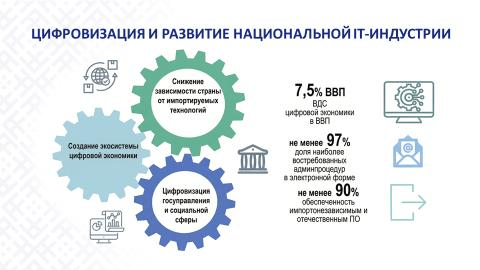 ЦИФРОВИЗАЦИЯ И РАЗВИТИЕ НАЦИОНАЛЬНОЙ IT-ИНДУСТРИИ
Снижение
зависимости страны
от импортируемых
технологий
Создание экосистемы
цифровой экономики
Цифровизация
госуправления
и социальной
сферы
7,5% ВВП
ВДС
цифровой экономики
в ВВП
не менее 97%
доля наиболее
востребованных
админпроцедур
в электронной форме
не менее 90%
обеспеченность
импортонезависимым и
отечественным ПО